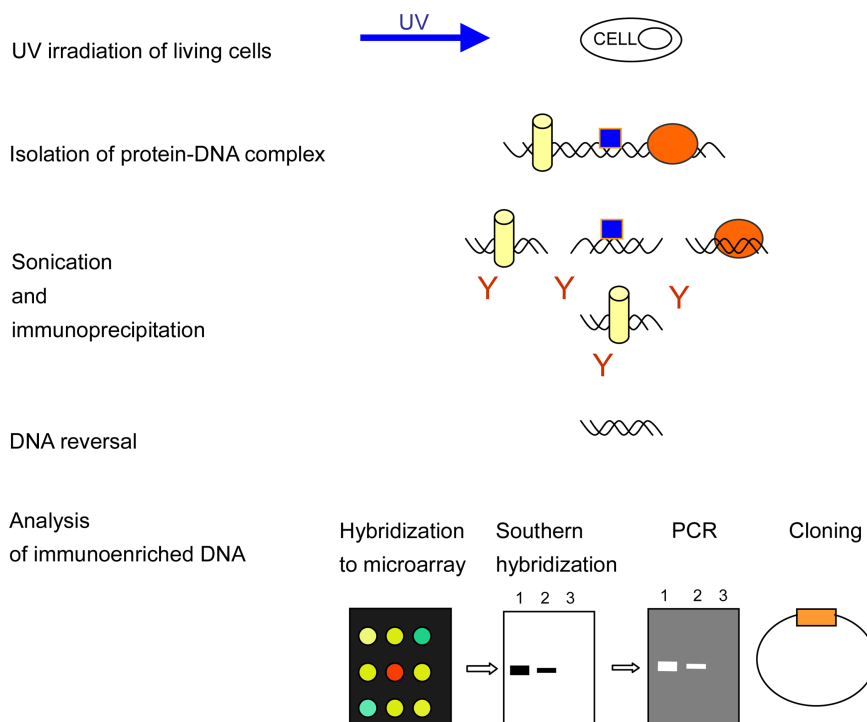 UV
UV irradiation of living cells
CELL
Isolation of protein-DNA complex
Sonication
and
immunoprecipitation
Y Y Y
Y
DNA reversal
Analysis
of immunoenriched DNA
Hybridization
to microarray
Southern
hybridization
PCR
Cloning
1 2 3
1 2 3